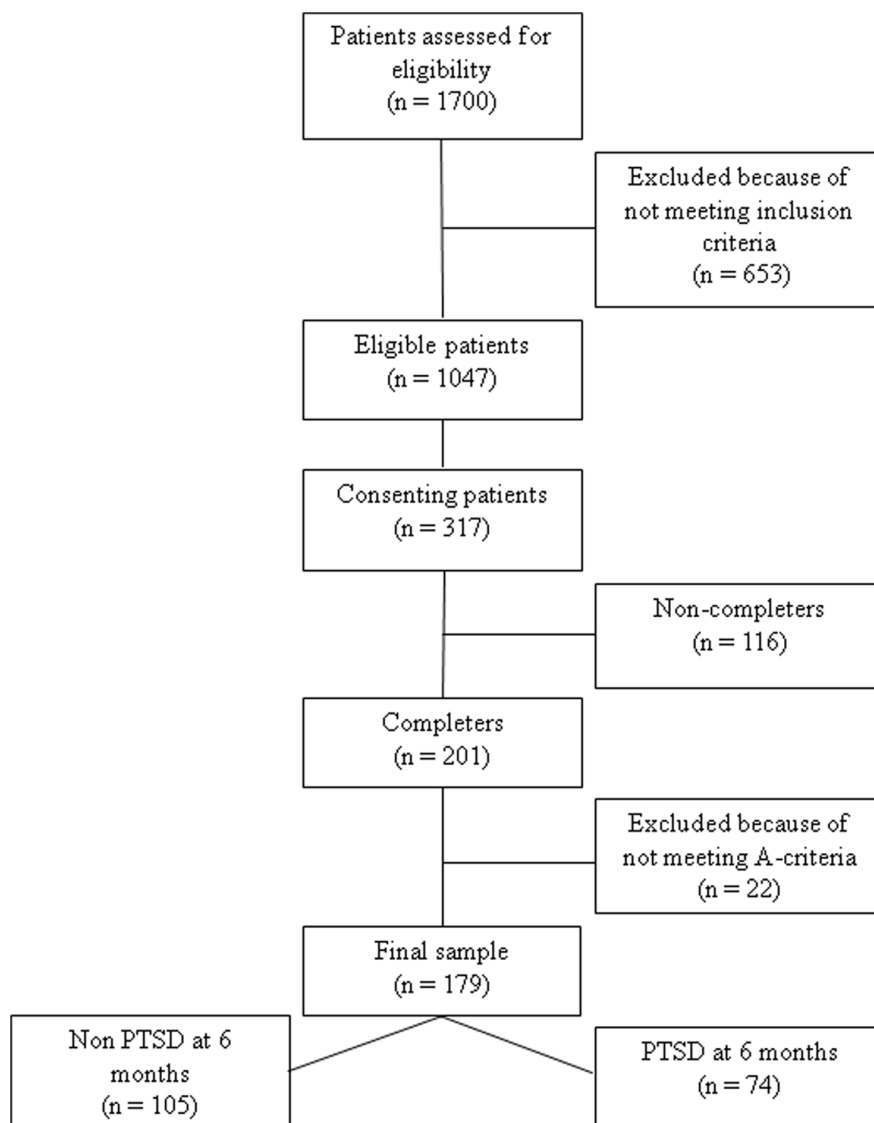 Patients assessed for
eligibility
(n = 1700)
Excluded because of
not meeting inclusion
criteria
(n = 653)
Eligible patients
(n = 1047)
Consenting patients
(n = 317)
Non-completers
(n = 116)
Completers
(n = 201)
Excluded because of
not meeting A-criteria
(n = 22)
Final sample
(n = 179)
Non PTSD at 6
months
(n = 105)
PTSD at 6 months
(n = 74)